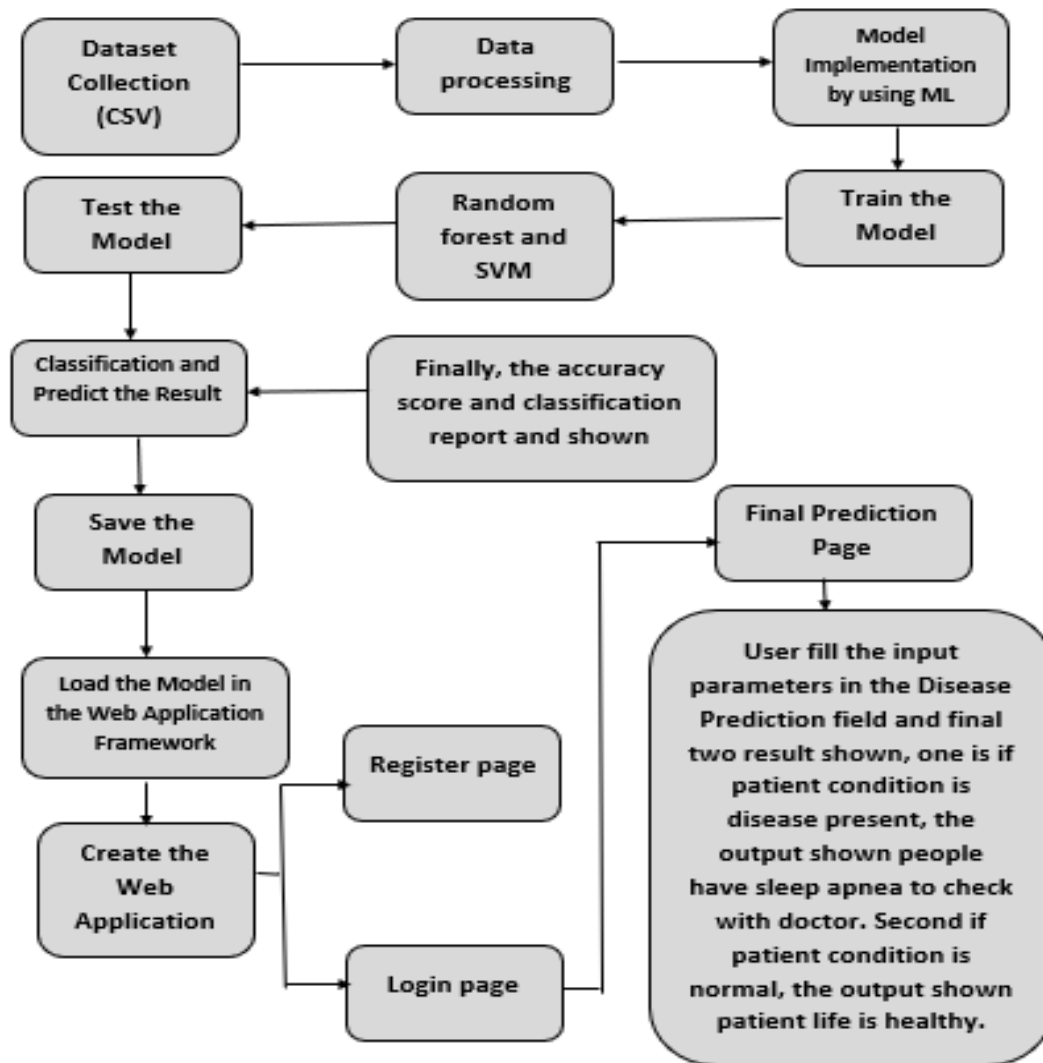 Dataset
Collection
(CSV)
Data
processing
Model
Implementation
by using ML
Train the
Model
Random
forest and
SVM
Test the
Model
Classification and
Predict the Result
Finally, the accuracy
score and classification
report and shown
Save the
Model
Load the Model in
the Web Application
Framework
Create the
Web
Application
Register page
Login page
Final Prediction
Page
User fill the input
parameters in the Disease
Prediction field and final
two result shown, one is if
patient condition is
disease present, the
output shown people
have sleep apnea to check
with doctor. Second if
patient condition is
normal, the output shown
patient life is healthy.